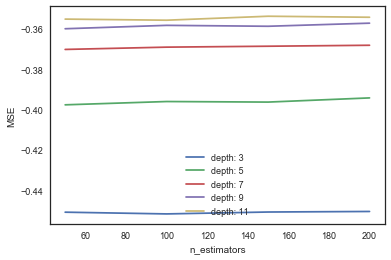 −0.36
−0.38
−0.40
−0.42
−0.44
MSE
depth: 3
depth: 5
depth: 7
depth: 9
depth: 11
60 80 100 120 140 160 180 200
n_estimators